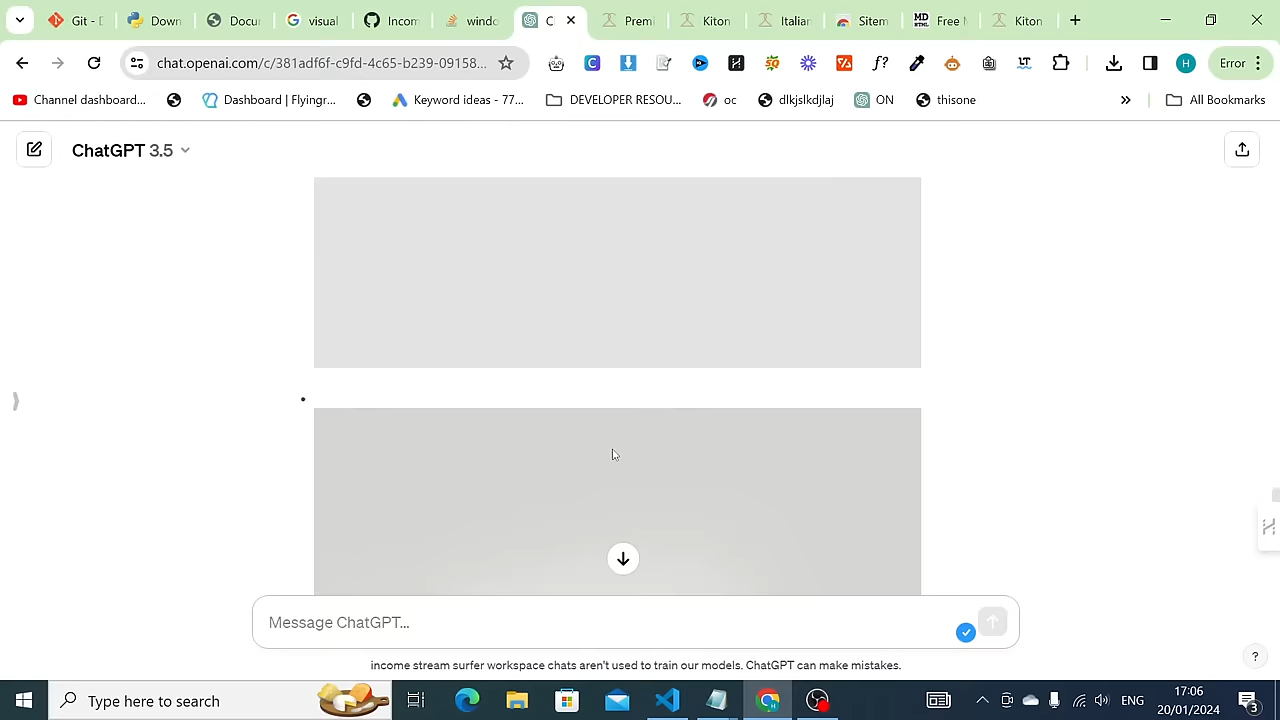 Git - D
Down
Docur
visual
Incom
windo
Cl
Premi
Kiton
Italian
Sitem
Free M
Kiton
chat.openai.com/c/381adf6f-c9fd-4c65-b239-09158...
Error
Channel dashboard...
Dashboard | Flyingr...
Keyword ideas - 77...
DEVELOPER RESOU...
oc
dlkjslkdjlaj
ON
thisone
All Bookmarks
ChatGPT 3.5
Message ChatGPT...
income stream surfer workspace chats aren't used to train our models. ChatGPT can make mistakes.
?
Type here to search
ENG
17:06
20/01/2024
3